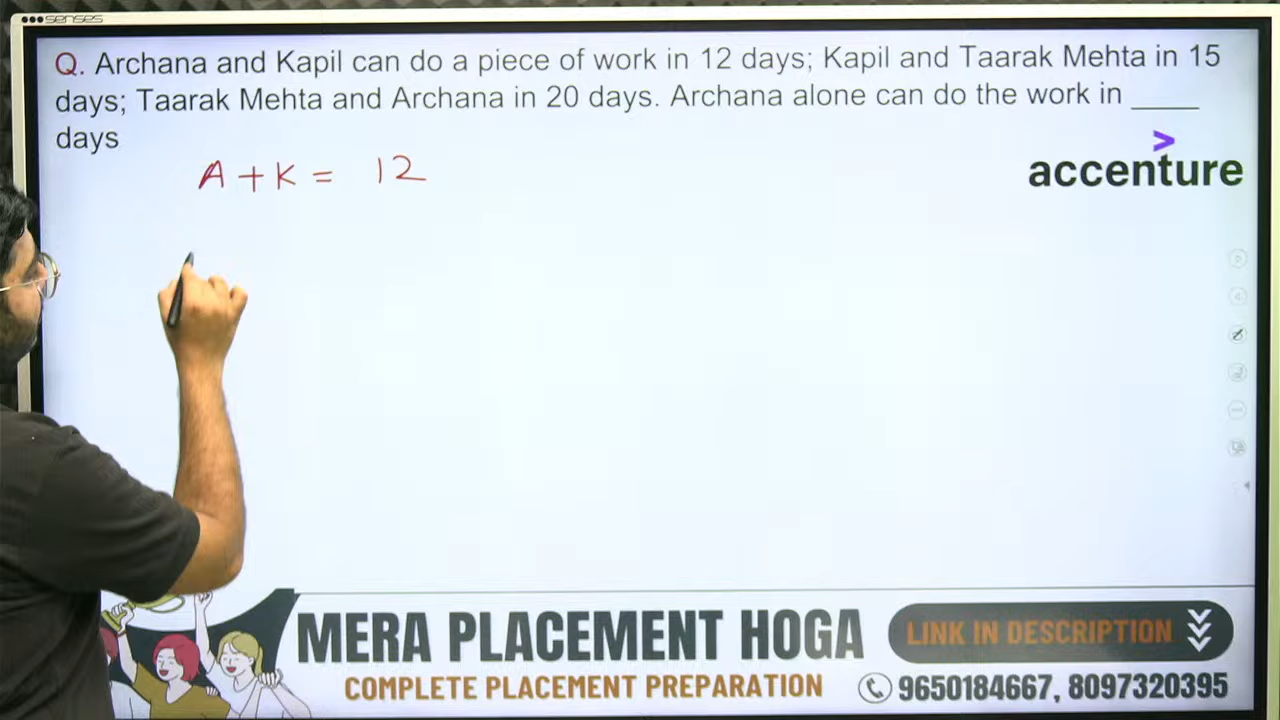 senses
Q. Archana and Kapil can do a piece of work in 12 days; Kapil and Taarak Mehta in 15
days; Taarak Mehta and Archana in 20 days. Archana alone can do the work in ____
days
A + K = 12
>
accenture
MERA PLACEMENT HOGA
COMPLETE PLACEMENT PREPARATION
LINK IN DESCRIPTION
9650184667, 8097320395